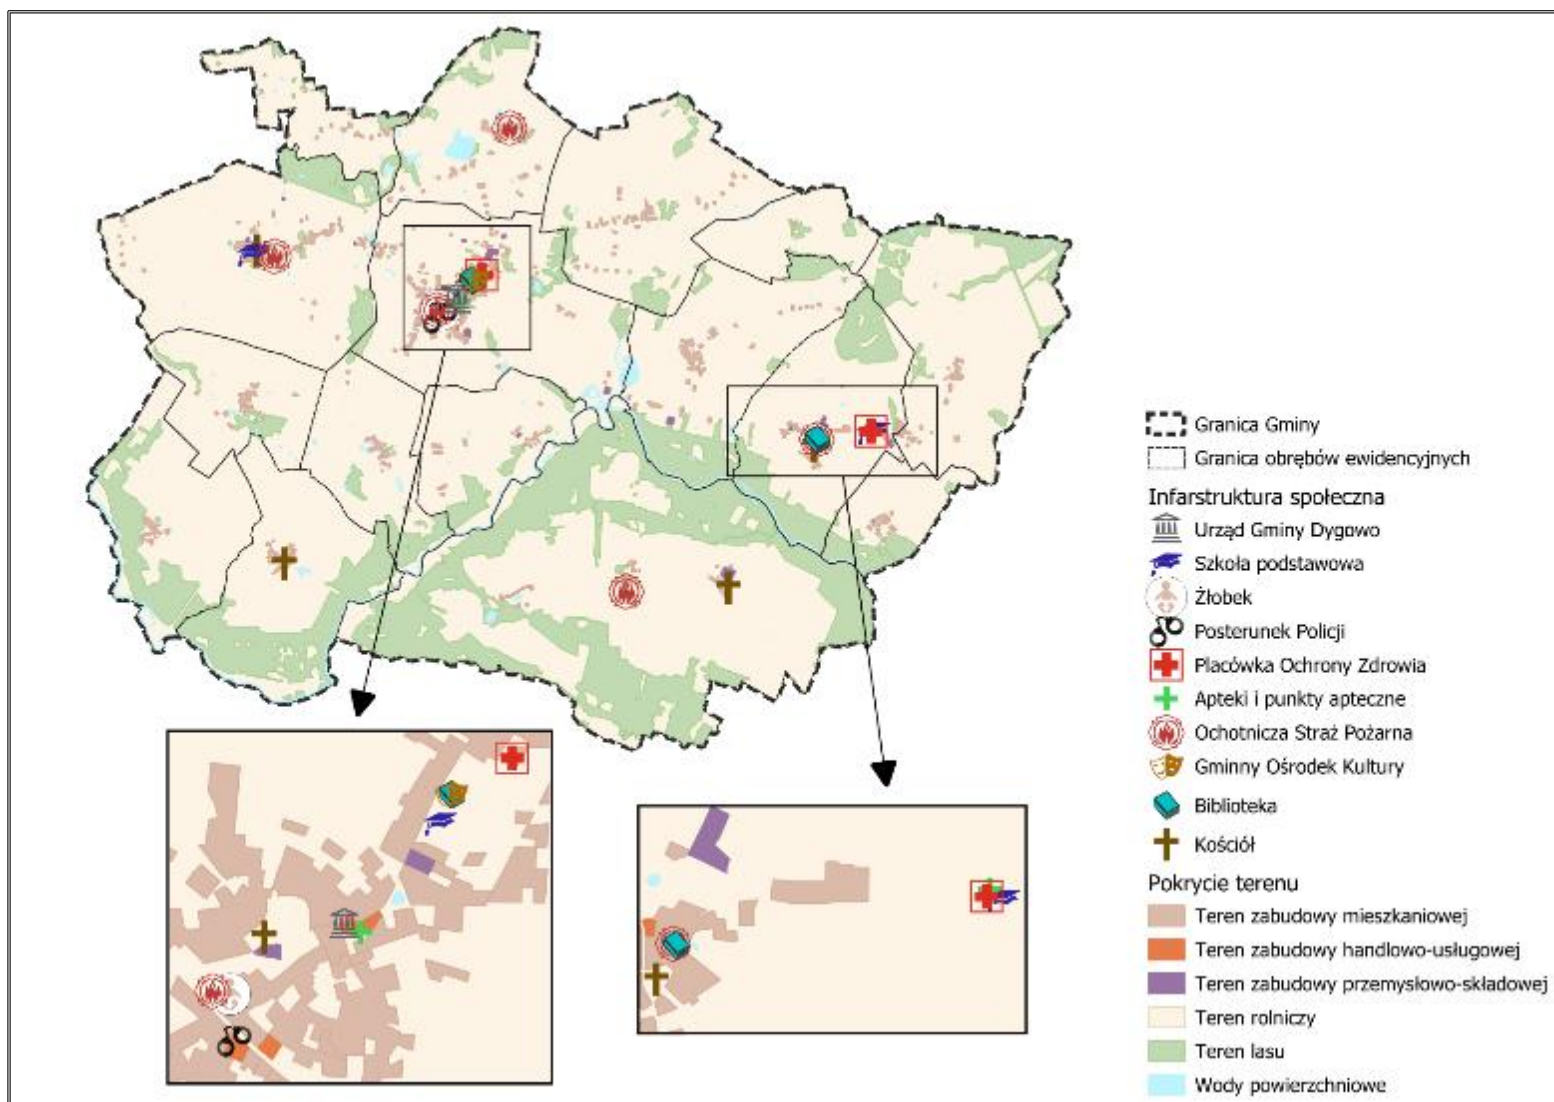 Granica Gminy
Granica obrębów ewidencyjnych
Infarstruktura społeczna
Urząd Gminy Dygowo
Szkoła podstawowa
Żłobek
Posterunek Policji
Placówka Ochrony Zdrowia
Apteki i punkty apteczne
Ochotnicza Straż Pożarna
Gminny Ośrodek Kultury
Biblioteka
Kościół
Pokrycie terenu
Teren zabudowy mieszkaniowej
Teren zabudowy handlowo-usługowej
Teren zabudowy przemysłowo-składowej
Teren rolniczy
Teren lasu
Wody powierzchniowe